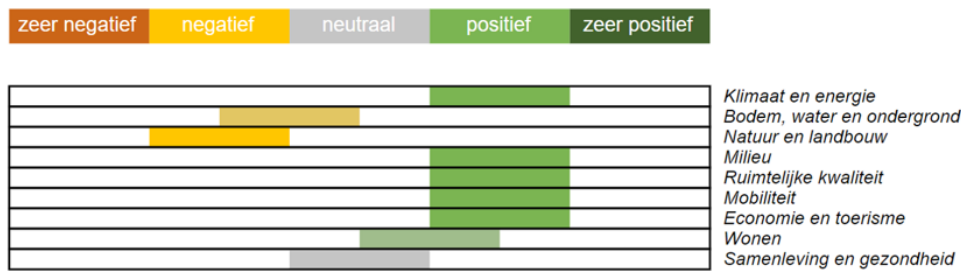 zeer negatief negatief neutraal positief zeer positief
Klimaat en energie
Bodem, water en ondergrond
Natuur en landbouw
Milieu
Ruimtelijke kwaliteit
Mobiliteit
Economie en toerisme
Wonen
Samenleving en gezondheid